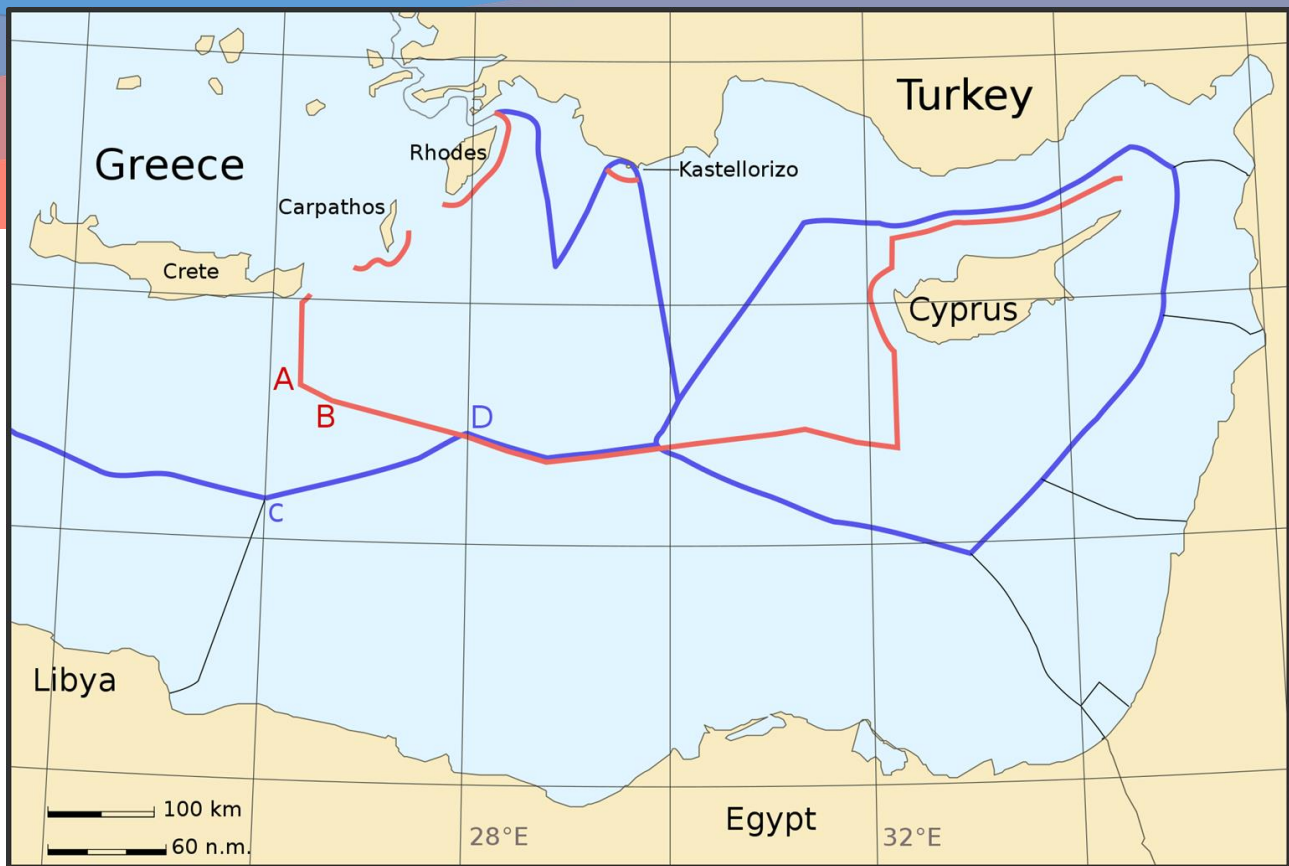 Turkey
Greece
Rhodes
Kastellorizo
Carpathos
Crete
Cyprus
A
B
D
C
Libya
100 km
60 n.m.
Egypt
28°E
32°E